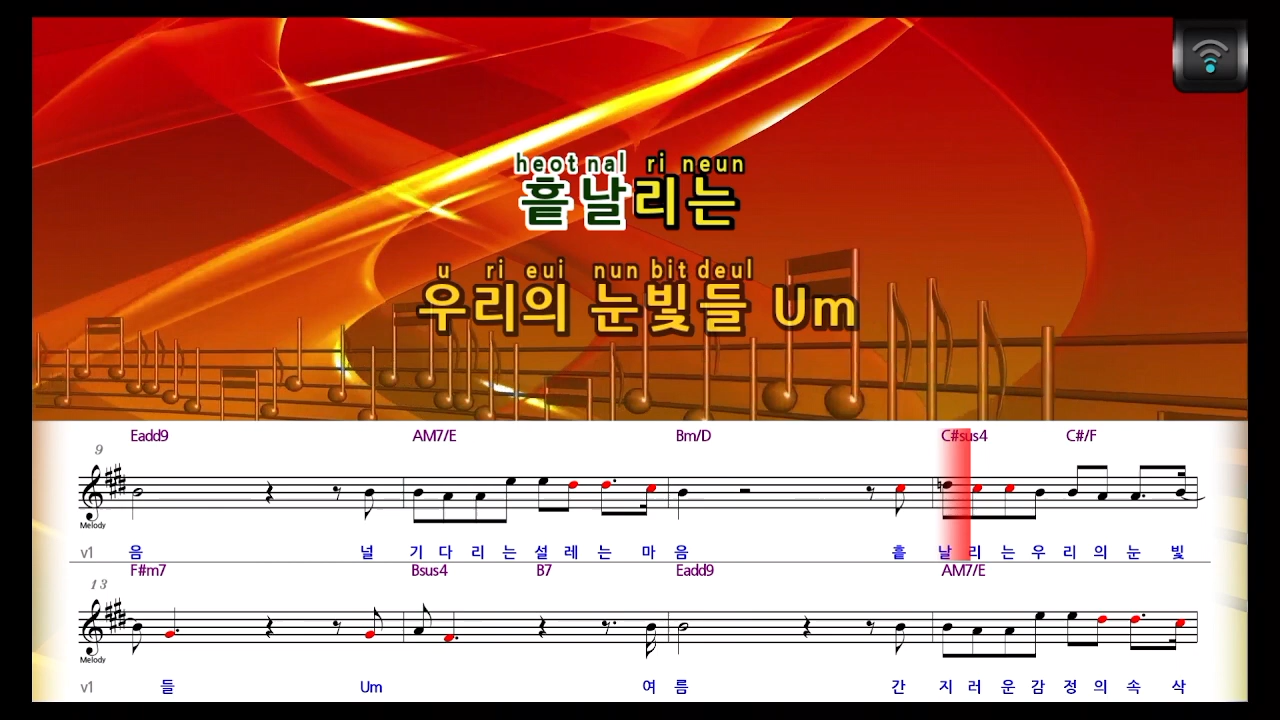 heot nal ri neun
흩날리는
u ri eui nun bit deul
우리의 눈빛들 Um
Eadd9 AM7/E Bm/D C#sus4 C#/F
9
Melody
v1 음 널 기 다 리 는 설 레 는 마 음 흩 날 리 는 우 리 의 눈 빛
F#m7 Bsus4 B7 Eadd9 AM7/E
13
Melody
v1 들 Um 여 름 간 지 러 운 감 정 의 속 삭